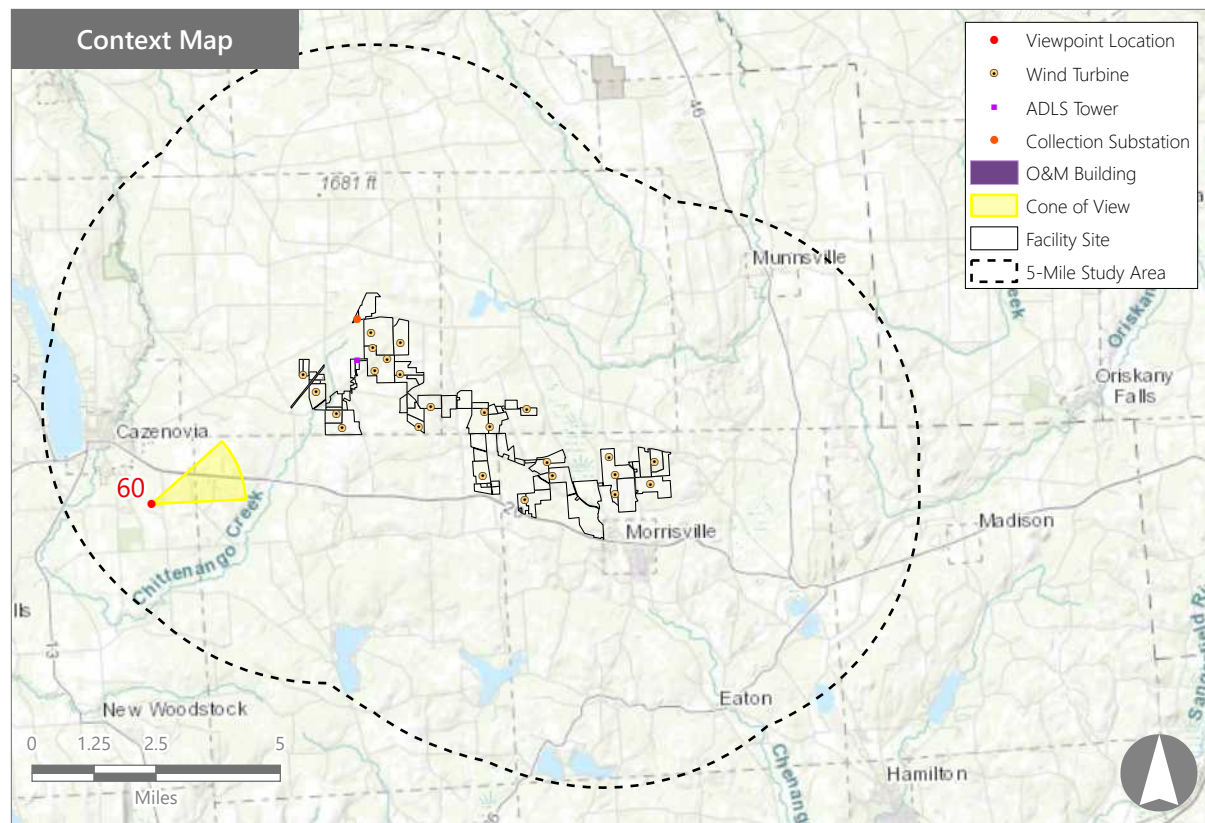 Context Map
Viewpoint Location
Wind Turbine
ADLS Tower
Collection Substation
O&M Building
Cone of View
Facility Site
5-Mile Study Area
46
1681 ft
Munnsville
Oriskany
Falls
Cazenovia
60
20
Morrisville
Madison
Chittenango Creek
lls
13
New Woodstock
Eaton
Hamilton
0 1.25 2.5 5
Miles